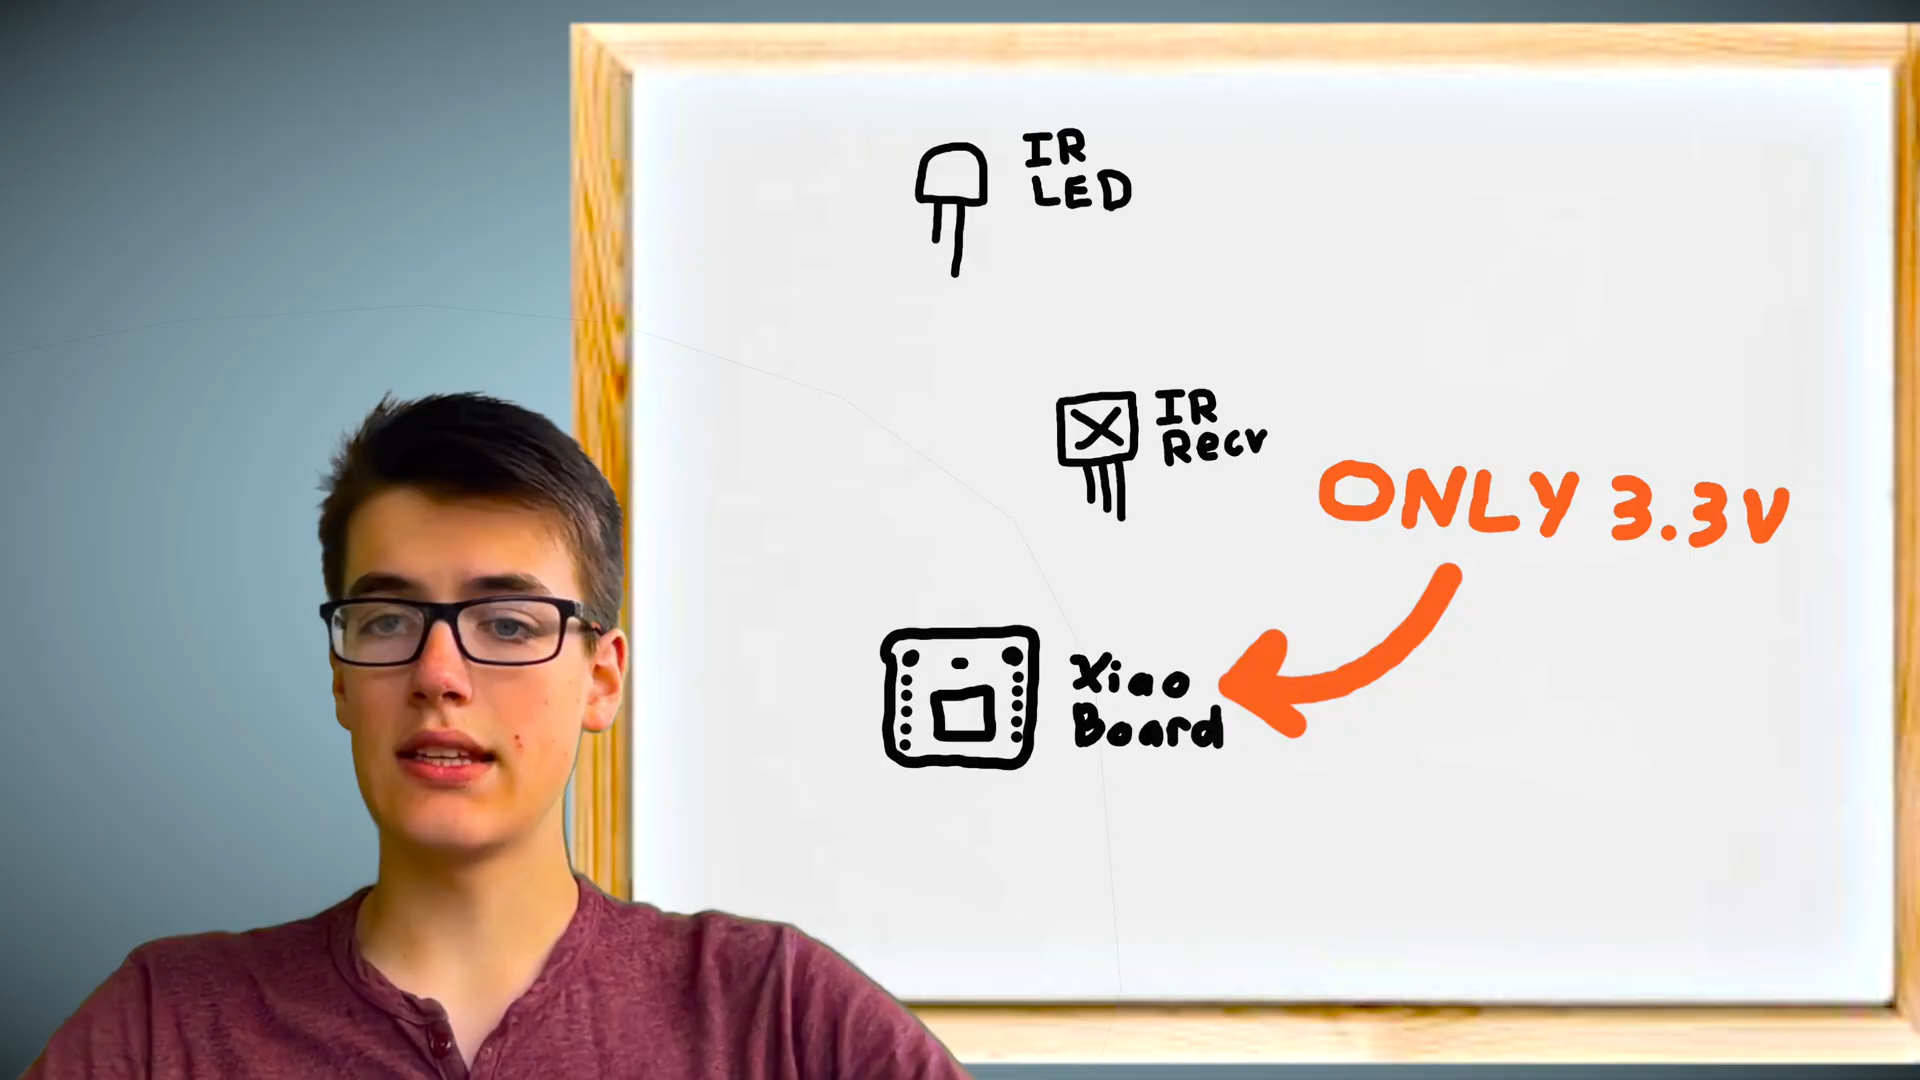 IR
LED
IR
Recv
ONLY 3.3V
Xiao
Board